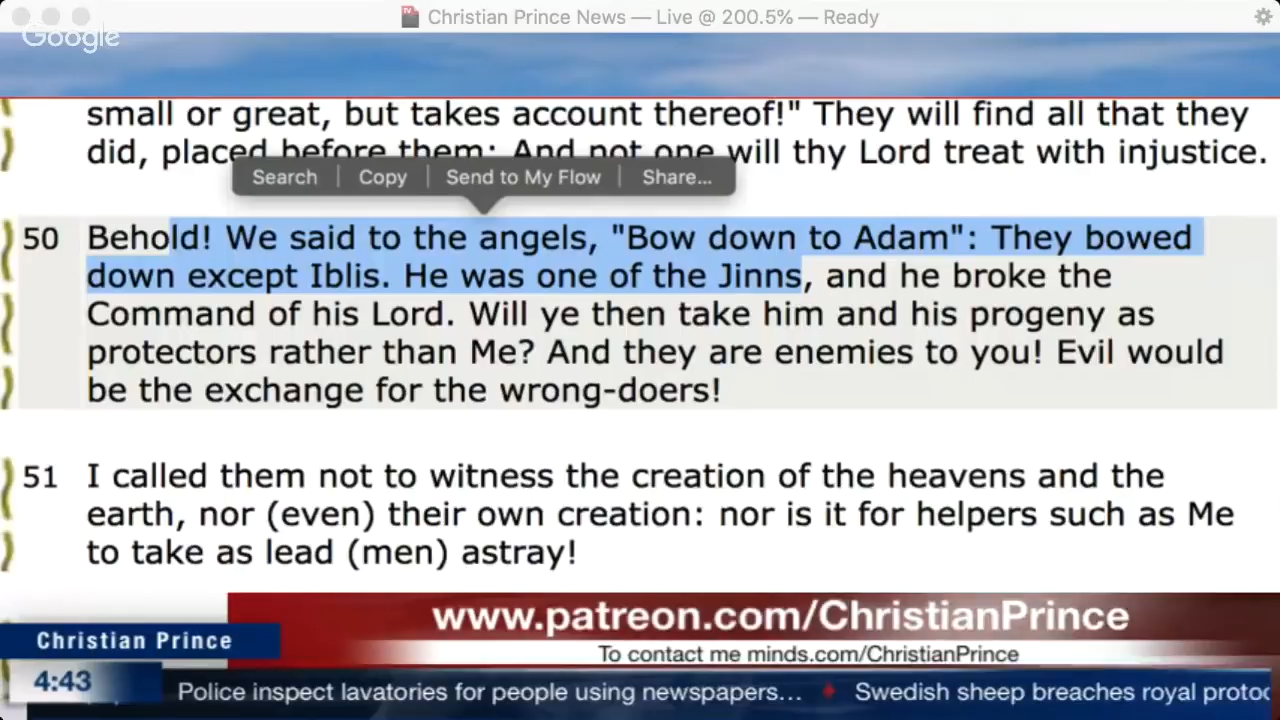 Christian Prince News — Live @ 200.5% — Ready
Google
small or great, but takes account thereof!" They will find all that they
did, placed before them: And not one will thy Lord treat with injustice.
Search Copy Send to My Flow Share...
50 Behold! We said to the angels, "Bow down to Adam": They bowed
down except Iblis. He was one of the Jinns, and he broke the
Command of his Lord. Will ye then take him and his progeny as
protectors rather than Me? And they are enemies to you! Evil would
be the exchange for the wrong-doers!
51 I called them not to witness the creation of the heavens and the
earth, nor (even) their own creation: nor is it for helpers such as Me
to take as lead (men) astray!
www.patreon.com/ChristianPrince
Christian Prince
To contact me minds.com/ChristianPrince
4:43
Police inspect lavatories for people using newspapers... Swedish sheep breaches royal protoc